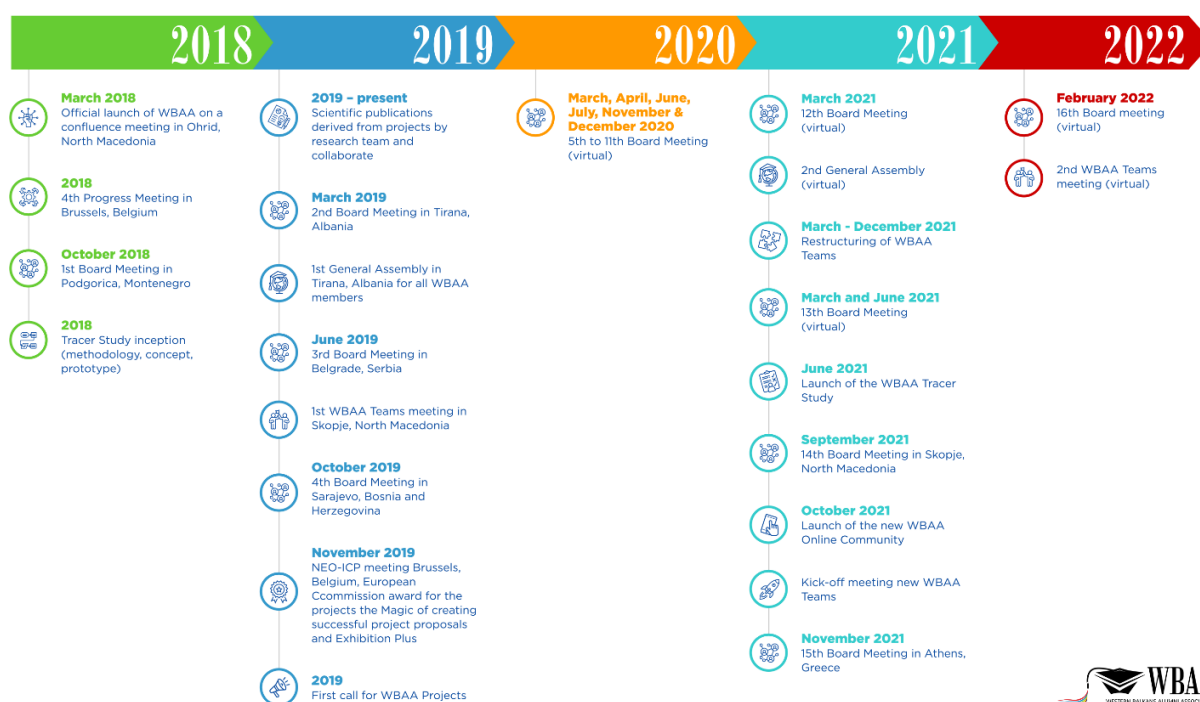 2018
2019
2020
2021
2022
March 2018
Official launch of WBAA on a
confluence meeting in Ohrid,
North Macedonia
2018
4th Progress Meeting in
Brussels, Belgium
October 2018
1st Board Meeting in
Podgorica, Montenegro
2018
Tracer Study inception
(methodology, concept,
prototype)
2019 – present
Scientific publications
derived from projects by
research team and
collaborate
March 2019
2nd Board Meeting in Tirana,
Albania
1st General Assembly in
Tirana, Albania for all WBAA
members
June 2019
3rd Board Meeting in
Belgrade, Serbia
1st WBAA Teams meeting in
Skopje, North Macedonia
October 2019
4th Board Meeting in
Sarajevo, Bosnia and
Herzegovina
November 2019
NEO-ICP meeting Brussels,
Belgium, European
Ccommission award for the
projects the Magic of creating
successful project proposals
and Exhibition Plus
2019
First call for WBAA Projects
March, April, June,
July, November &
December 2020
5th to 11th Board Meeting
(virtual)
March 2021
12th Board Meeting
(virtual)
2nd General Assembly
(virtual)
March - December 2021
Restructuring of WBAA
Teams
March and June 2021
13th Board Meeting
(virtual)
June 2021
Launch of the WBAA Tracer
Study
September 2021
14th Board Meeting in Skopje,
North Macedonia
October 2021
Launch of the new WBAA
Online Community
Kick-off meeting new WBAA
Teams
November 2021
15th Board Meeting in Athens,
Greece
February 2022
16th Board meeting
(virtual)
2nd WBAA Teams
meeting (virtual)
WBA
WESTERN BALKANS ALUMNI ASSOC